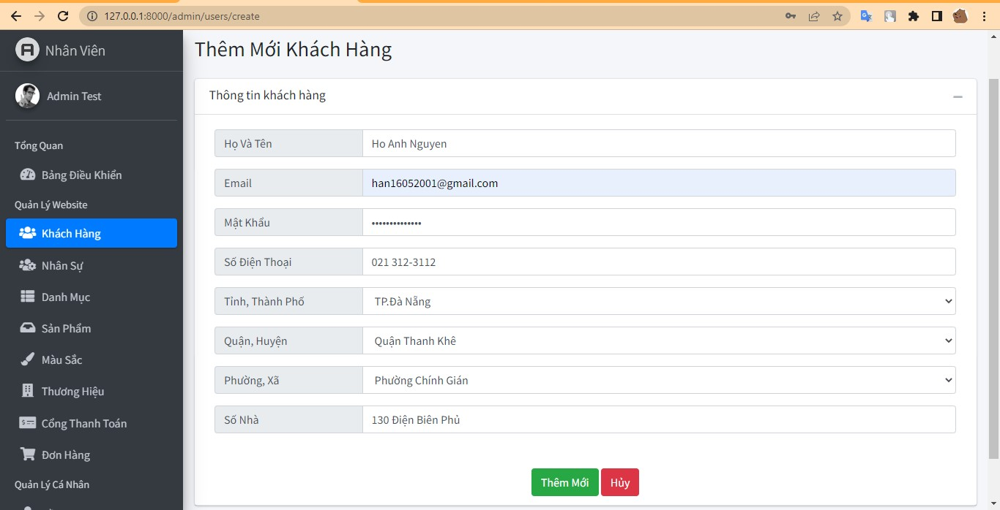 127.0.0.1:8000/admin/users/create
Nhân Viên
Admin Test
Tổng Quan
Bảng Điều Khiển
Quản Lý Website
Khách Hàng
Nhân Sự
Danh Mục
Sản Phẩm
Màu Sắc
Thương Hiệu
Cổng Thanh Toán
Đơn Hàng
Quản Lý Cá Nhân
Thêm Mới Khách Hàng
Thông tin khách hàng
Họ Và Tên Ho Anh Nguyen
Email han16052001@gmail.com
Mật Khẩu ••••••••••••••
Số Điện Thoại 021 312-3112
Tỉnh, Thành Phố TP.Đà Nẵng
Quận, Huyện Quận Thanh Khê
Phường, Xã Phường Chính Gián
Số Nhà 130 Điện Biên Phủ
Thêm Mới Hủy